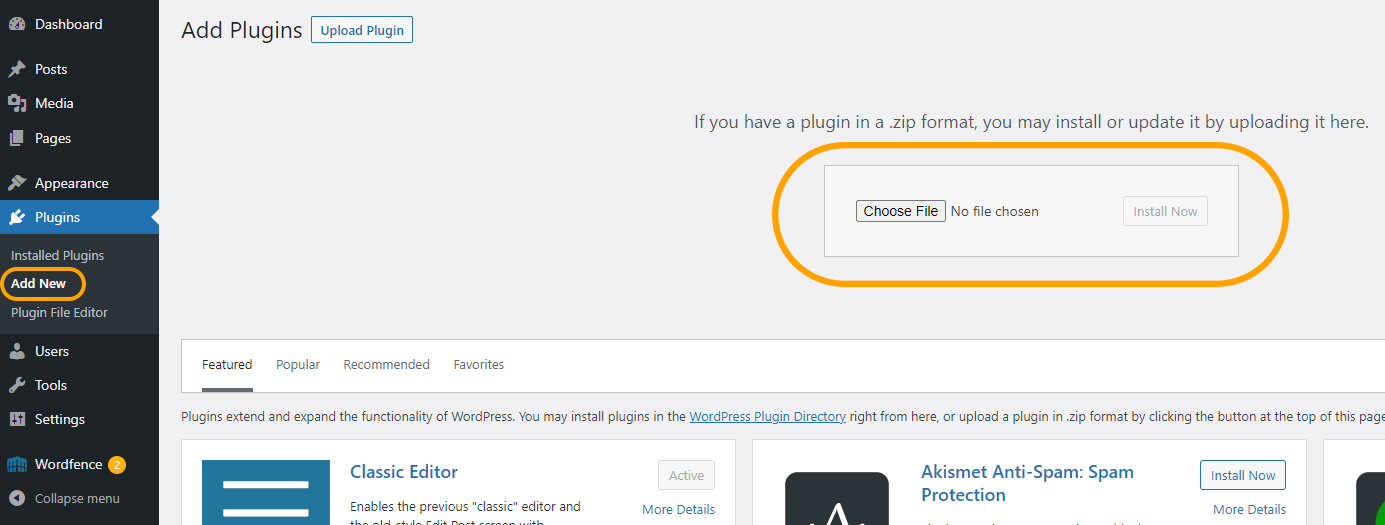 Dashboard
Posts
Media
Pages
Appearance
Plugins
Installed Plugins
Add New
Plugin File Editor
Users
Tools
Settings
Wordfence 2
Collapse menu
Add Plugins Upload Plugin
If you have a plugin in a .zip format, you may install or update it by uploading it here.
Choose File No file chosen Install Now
Featured Popular Recommended Favorites
Plugins extend and expand the functionality of WordPress. You may install plugins in the WordPress Plugin Directory right from here, or upload a plugin in .zip format by clicking the button at the top of this page
Classic Editor Active
More Details
Enables the previous "classic" editor and
the old-style Edit Post screen with
Akismet Anti-Spam: Spam
Protection
Install Now
More Details